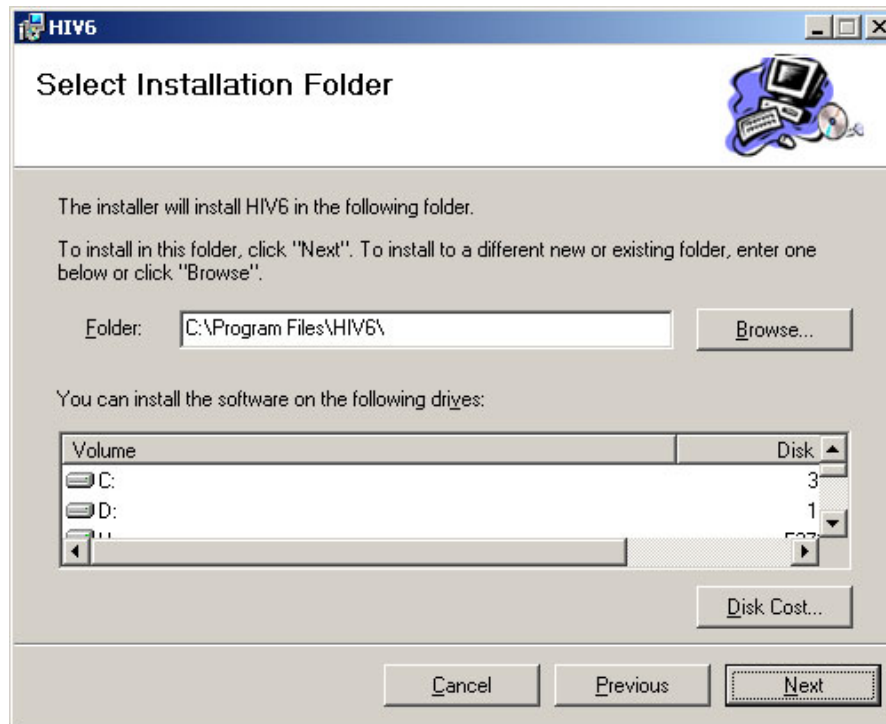 HIV6
Select Installation Folder
The installer will install HIV6 in the following folder.
To install in this folder, click "Next". To install to a different new or existing folder, enter one
below or click "Browse".
Folder: C:\Program Files\HIV6\ Browse...
You can install the software on the following drives:
Volume Disk
C: 3
D: 1
Disk Cost...
Cancel Previous Next